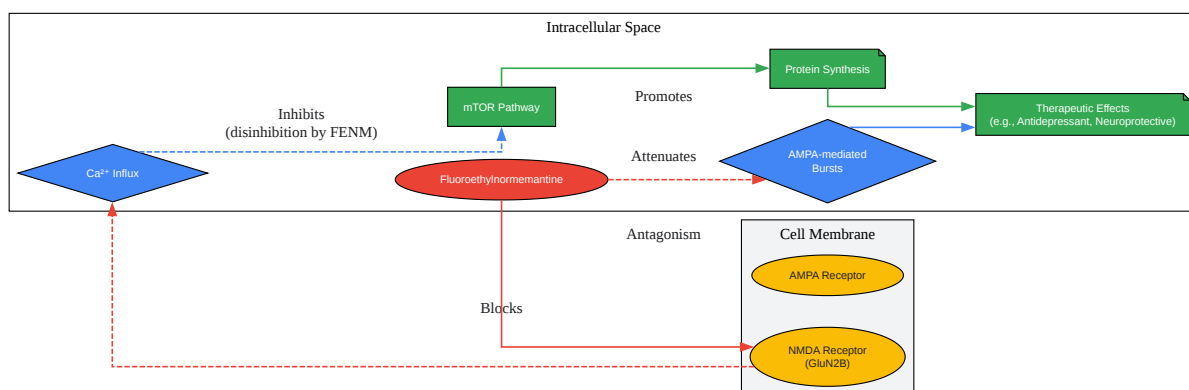 Intracellular Space
Protein Synthesis
mTOR Pathway
Promotes
Therapeutic Effects
(e.g., Antidepressant, Neuroprotective)
Inhibits
(disinhibition by FENM)
Ca²⁺ Influx
Fluoroethylnormemantine
Attenuates
AMPA-mediated
Bursts
Antagonism
Cell Membrane
AMPA Receptor
Blocks
NMDA Receptor
(GluN2B)